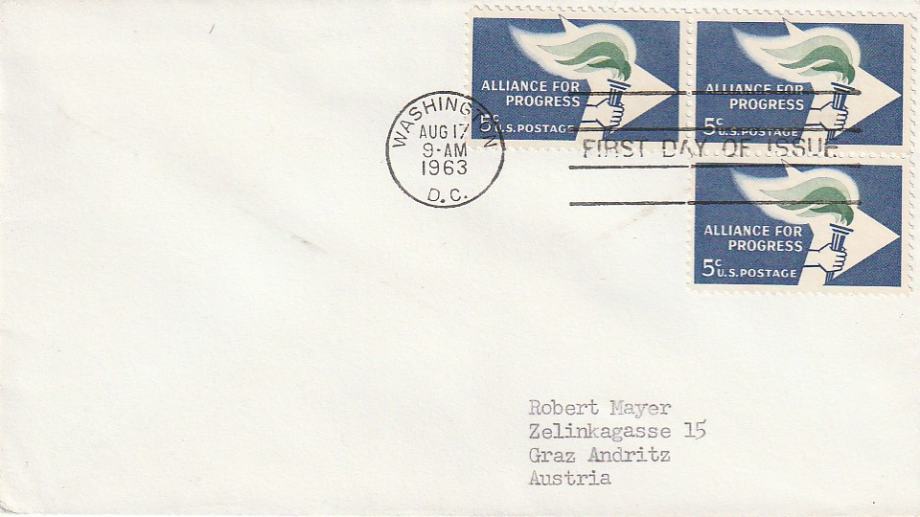 ALLIANCE FOR
PROGRESS
5c U.S. POSTAGE
ALLIANCE FOR
PROGRESS
5c U.S. POSTAGE
WASHINGTON
AUG 17
9-AM
1963
D.C.
FIRST DAY OF ISSUE
ALLIANCE FOR
PROGRESS
5c U.S. POSTAGE
Robert Mayer
Zelinkagasse 15
Graz Andritz
Austria